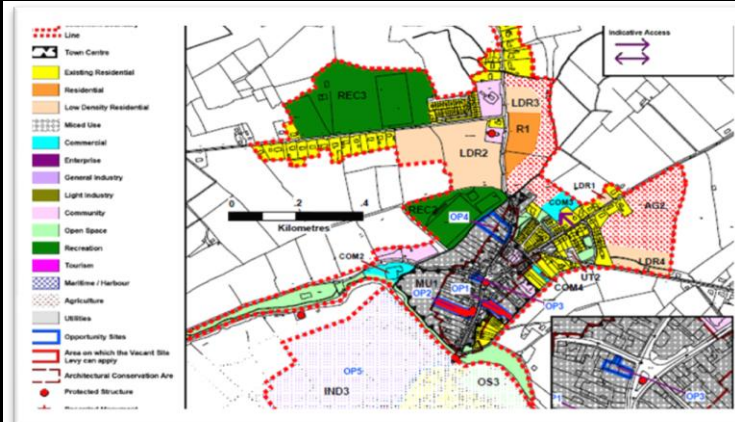 Line
Town Centre
Existing Residential
Residential
Low Density Residential
Miced Use
Commercial
Enterprise
General Industry
Light Industry
Community
Open Space
Recreation
Tourism
Maritime / Harbour
Agriculture
Utilities
Opportunity Sites
Area on which the Vacant Site
Levy can apply
Architectural Conservation Are
Protected Structure
Indicative Access
REC3
LDR3
R1
LDR2
LDR1
COM3
AG2
REC2
OP4
0 .2 .4
Kilometres
COM2
LDR4
UT2
MU1
OP1
OP2
COM4
OP3
OP5
IND3
OS3
OP3